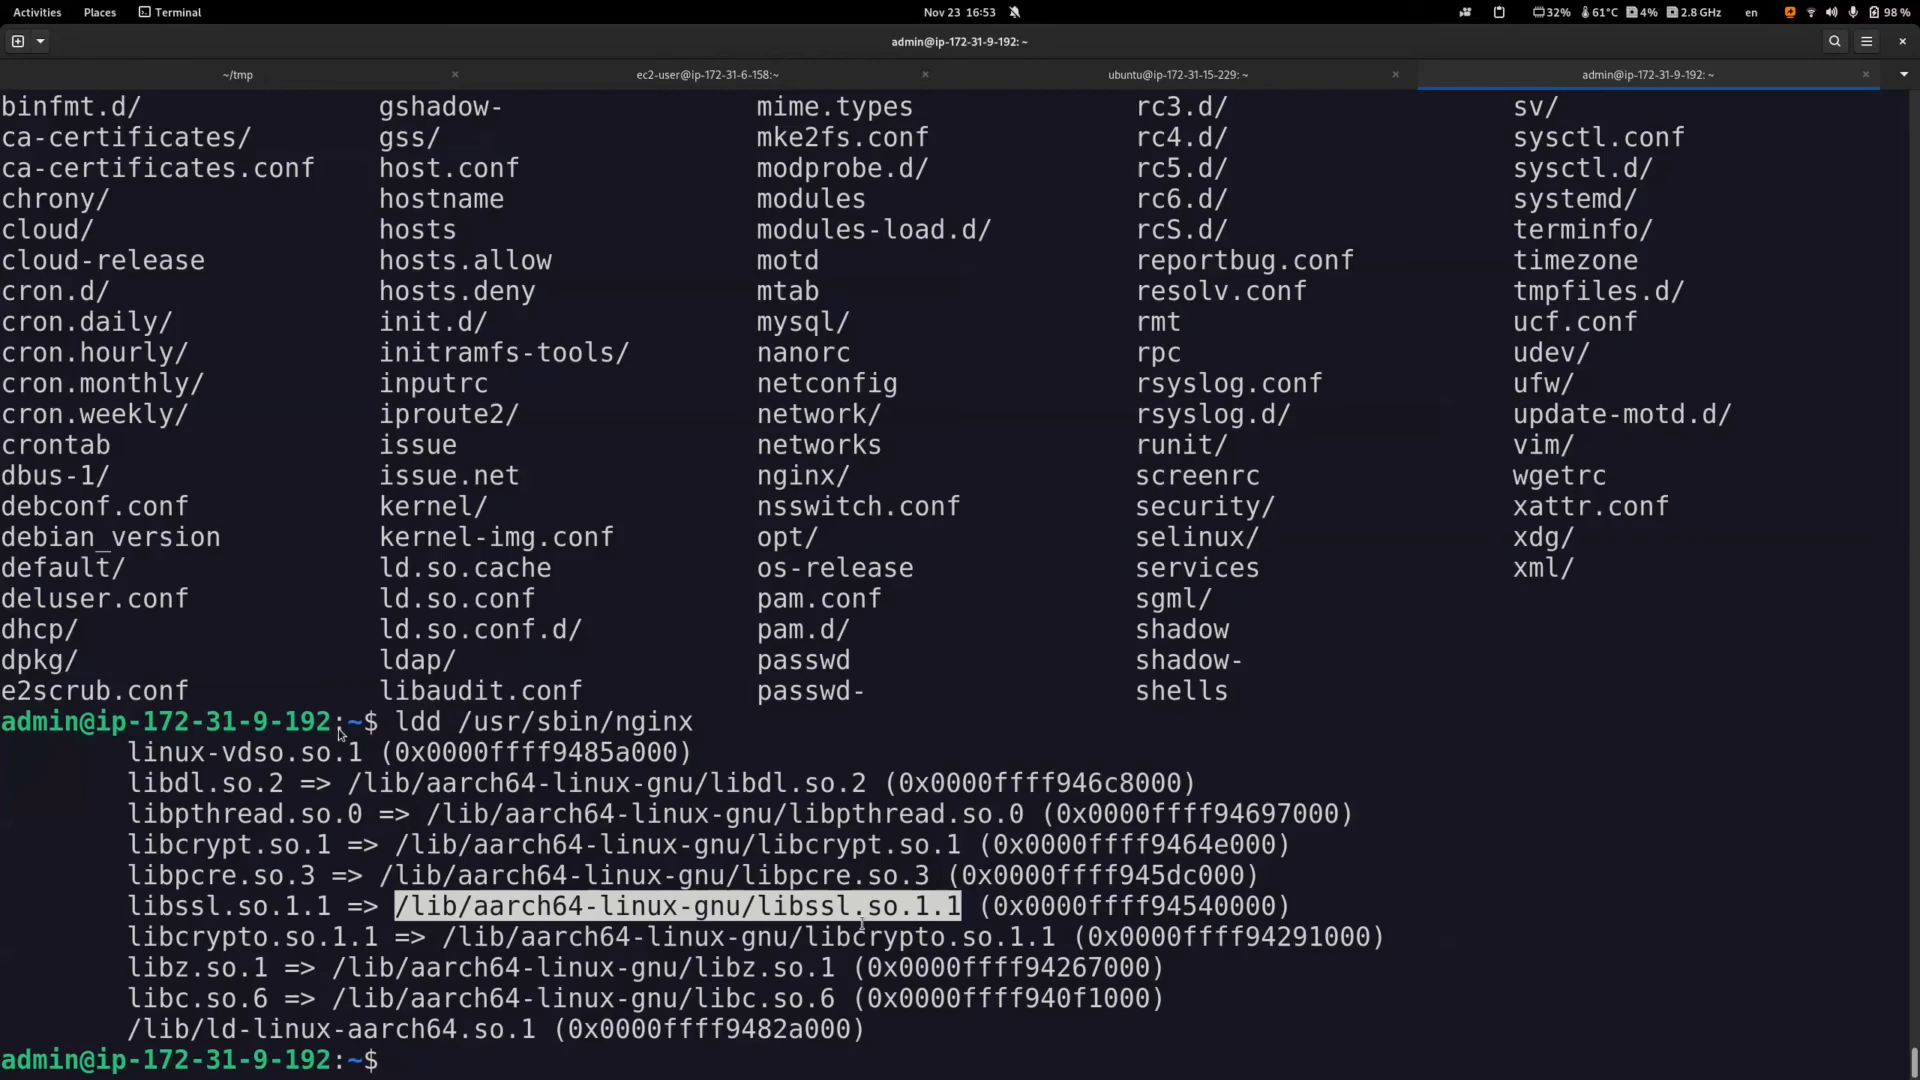 Activities Places Terminal Nov 23 16:53 32% 61°C 4% 2.8 GHz en 98 %
admin@ip-172-31-9-192: ~
~/tmp × ec2-user@ip-172-31-6-158:~ × ubuntu@ip-172-31-15-229: ~ × admin@ip-172-31-9-192: ~ ×
binfmt.d/ gshadow- mime.types rc3.d/ sv/
ca-certificates/ gss/ mke2fs.conf rc4.d/ sysctl.conf
ca-certificates.conf host.conf modprobe.d/ rc5.d/ sysctl.d/
chrony/ hostname modules rc6.d/ systemd/
cloud/ hosts modules-load.d/ rcS.d/ terminfo/
cloud-release hosts.allow motd reportbug.conf timezone
cron.d/ hosts.deny mtab resolv.conf tmpfiles.d/
cron.daily/ init.d/ mysql/ rmt ucf.conf
cron.hourly/ initramfs-tools/ nanorc rpc udev/
cron.monthly/ inputrc netconfig rsyslog.conf ufw/
cron.weekly/ iproute2/ network/ rsyslog.d/ update-motd.d/
crontab issue networks runit/ vim/
dbus-1/ issue.net nginx/ screenrc wgetrc
debconf.conf kernel/ nsswitch.conf security/ xattr.conf
debian_version kernel-img.conf opt/ selinux/ xdg/
default/ ld.so.cache os-release services xml/
deluser.conf ld.so.conf pam.conf sgml/
dhcp/ ld.so.conf.d/ pam.d/ shadow
dpkg/ ldap/ passwd shadow-
e2scrub.conf libaudit.conf passwd- shells
admin@ip-172-31-9-192:~$ ldd /usr/sbin/nginx
linux-vdso.so.1 (0x0000ffff9485a000)
libdl.so.2 => /lib/aarch64-linux-gnu/libdl.so.2 (0x0000ffff946c8000)
libpthread.so.0 => /lib/aarch64-linux-gnu/libpthread.so.0 (0x0000ffff94697000)
libcrypt.so.1 => /lib/aarch64-linux-gnu/libcrypt.so.1 (0x0000ffff9464e000)
libpcre.so.3 => /lib/aarch64-linux-gnu/libpcre.so.3 (0x0000ffff945dc000)
libssl.so.1.1 => /lib/aarch64-linux-gnu/libssl.so.1.1 (0x0000ffff94540000)
libcrypto.so.1.1 => /lib/aarch64-linux-gnu/libcrypto.so.1.1 (0x0000ffff94291000)
libz.so.1 => /lib/aarch64-linux-gnu/libz.so.1 (0x0000ffff94267000)
libc.so.6 => /lib/aarch64-linux-gnu/libc.so.6 (0x0000ffff940f1000)
/lib/ld-linux-aarch64.so.1 (0x0000ffff9482a000)
admin@ip-172-31-9-192:~$